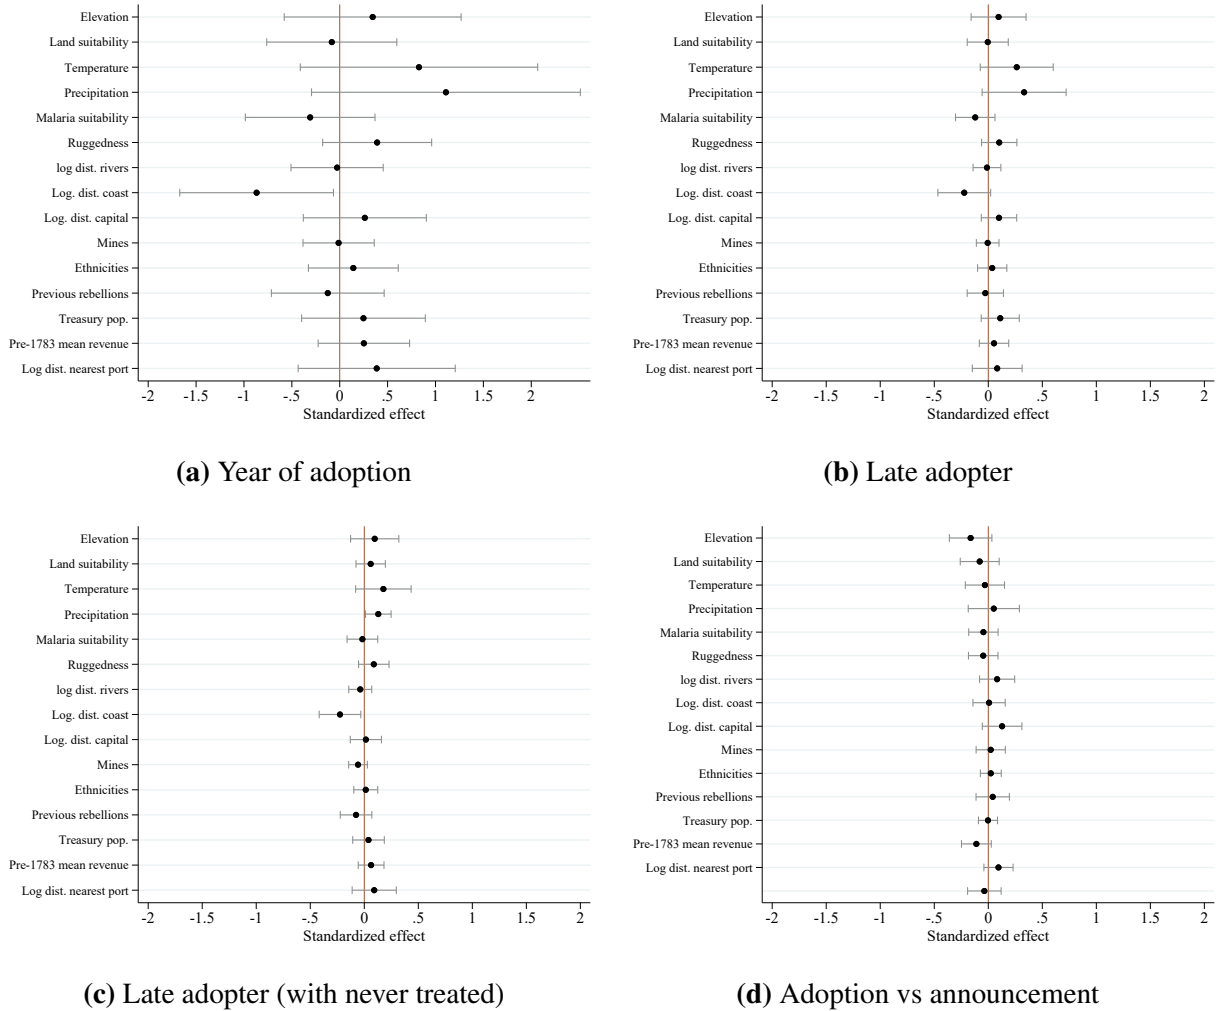 Elevation
Land suitability
Temperature
Precipitation
Malaria suitability
Ruggedness
log dist. rivers
Log. dist. coast
Log. dist. capital
Mines
Ethnicities
Previous rebellions
Treasury pop.
Pre-1783 mean revenue
Log dist. nearest port
-2 -1.5 -1 -.5 0 .5 1 1.5 2
Standardized effect
(a) Year of adoption
Elevation
Land suitability
Temperature
Precipitation
Malaria suitability
Ruggedness
log dist. rivers
Log. dist. coast
Log. dist. capital
Mines
Ethnicities
Previous rebellions
Treasury pop.
Pre-1783 mean revenue
Log dist. nearest port
-2 -1.5 -1 -.5 0 .5 1 1.5 2
Standardized effect
(b) Late adopter
Elevation
Land suitability
Temperature
Precipitation
Malaria suitability
Ruggedness
log dist. rivers
Log. dist. coast
Log. dist. capital
Mines
Ethnicities
Previous rebellions
Treasury pop.
Pre-1783 mean revenue
Log dist. nearest port
-2 -1.5 -1 -.5 0 .5 1 1.5 2
Standardized effect
(c) Late adopter (with never treated)
Elevation
Land suitability
Temperature
Precipitation
Malaria suitability
Ruggedness
log dist. rivers
Log. dist. coast
Log. dist. capital
Mines
Ethnicities
Previous rebellions
Treasury pop.
Pre-1783 mean revenue
Log dist. nearest port
-2 -1.5 -1 -.5 0 .5 1 1.5 2
Standardized effect
(d) Adoption vs announcement